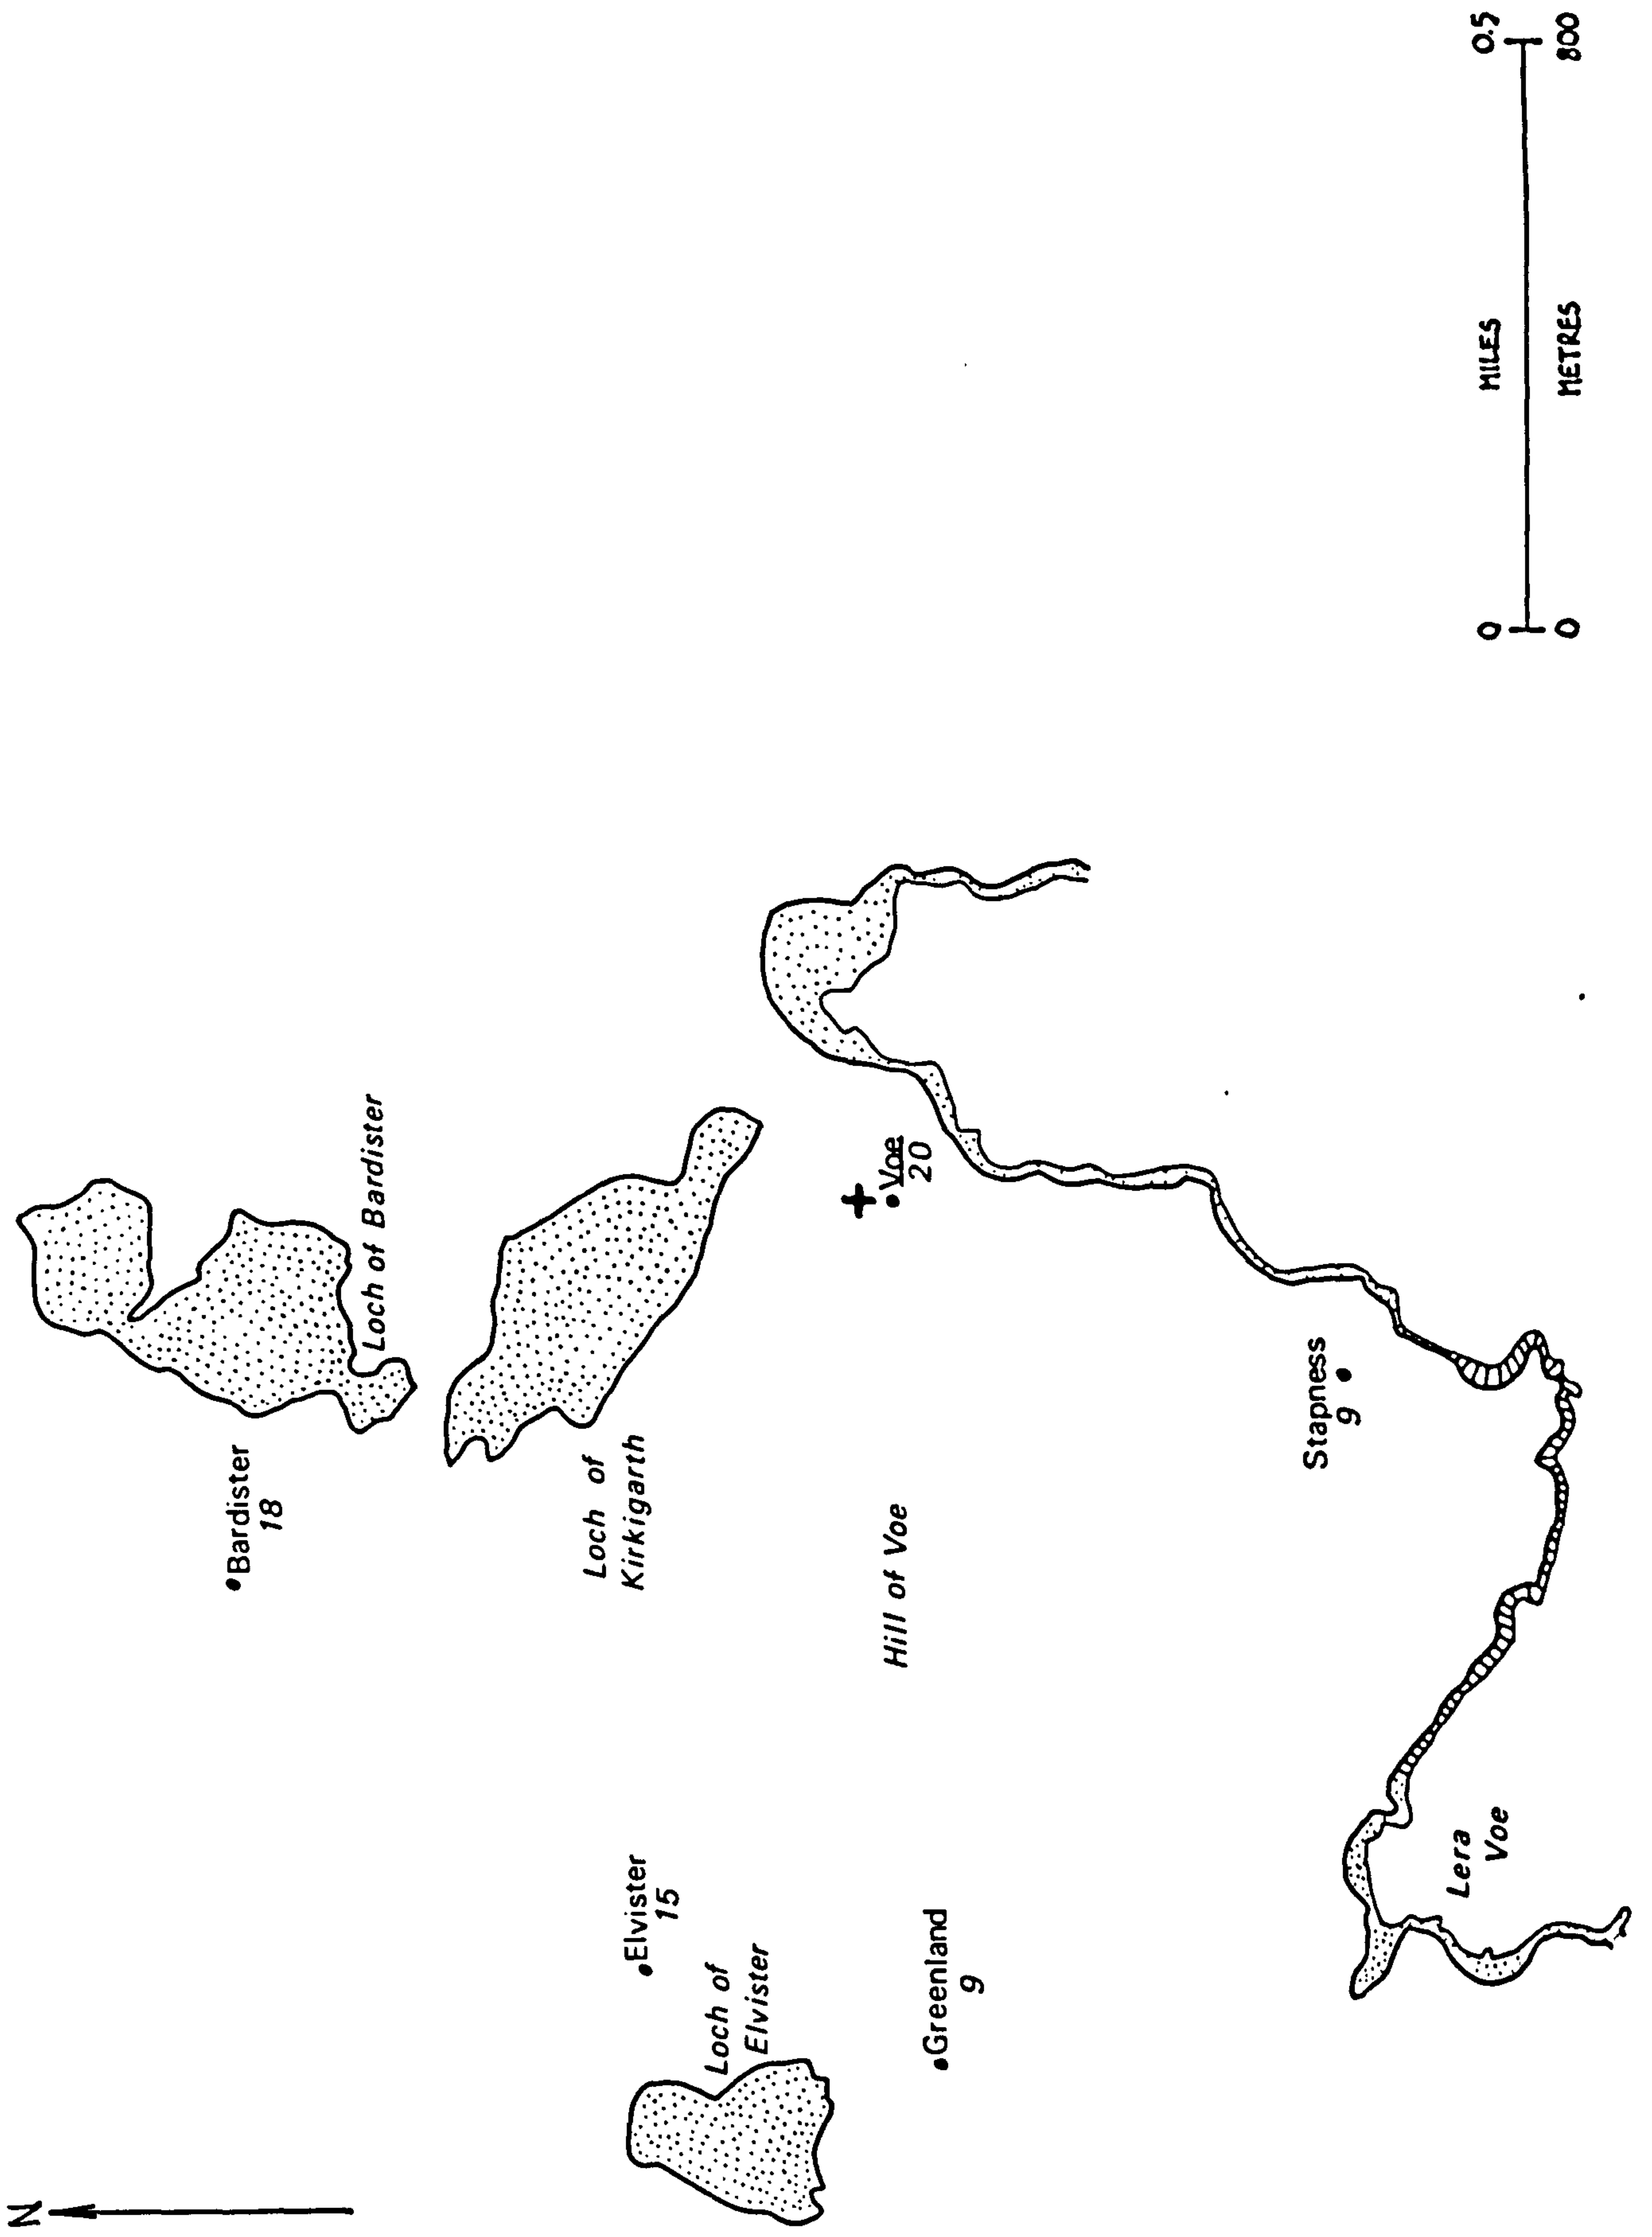 N
Bardister
18
Loch of Bardister
Loch of
Kirkigarth
Elvister
15
Loch of
Elvister
Voe
20
Hill of Voe
Greenland
9
Stapness
9
Lera
Voe
MILES
0 0.5
METRES
0 800